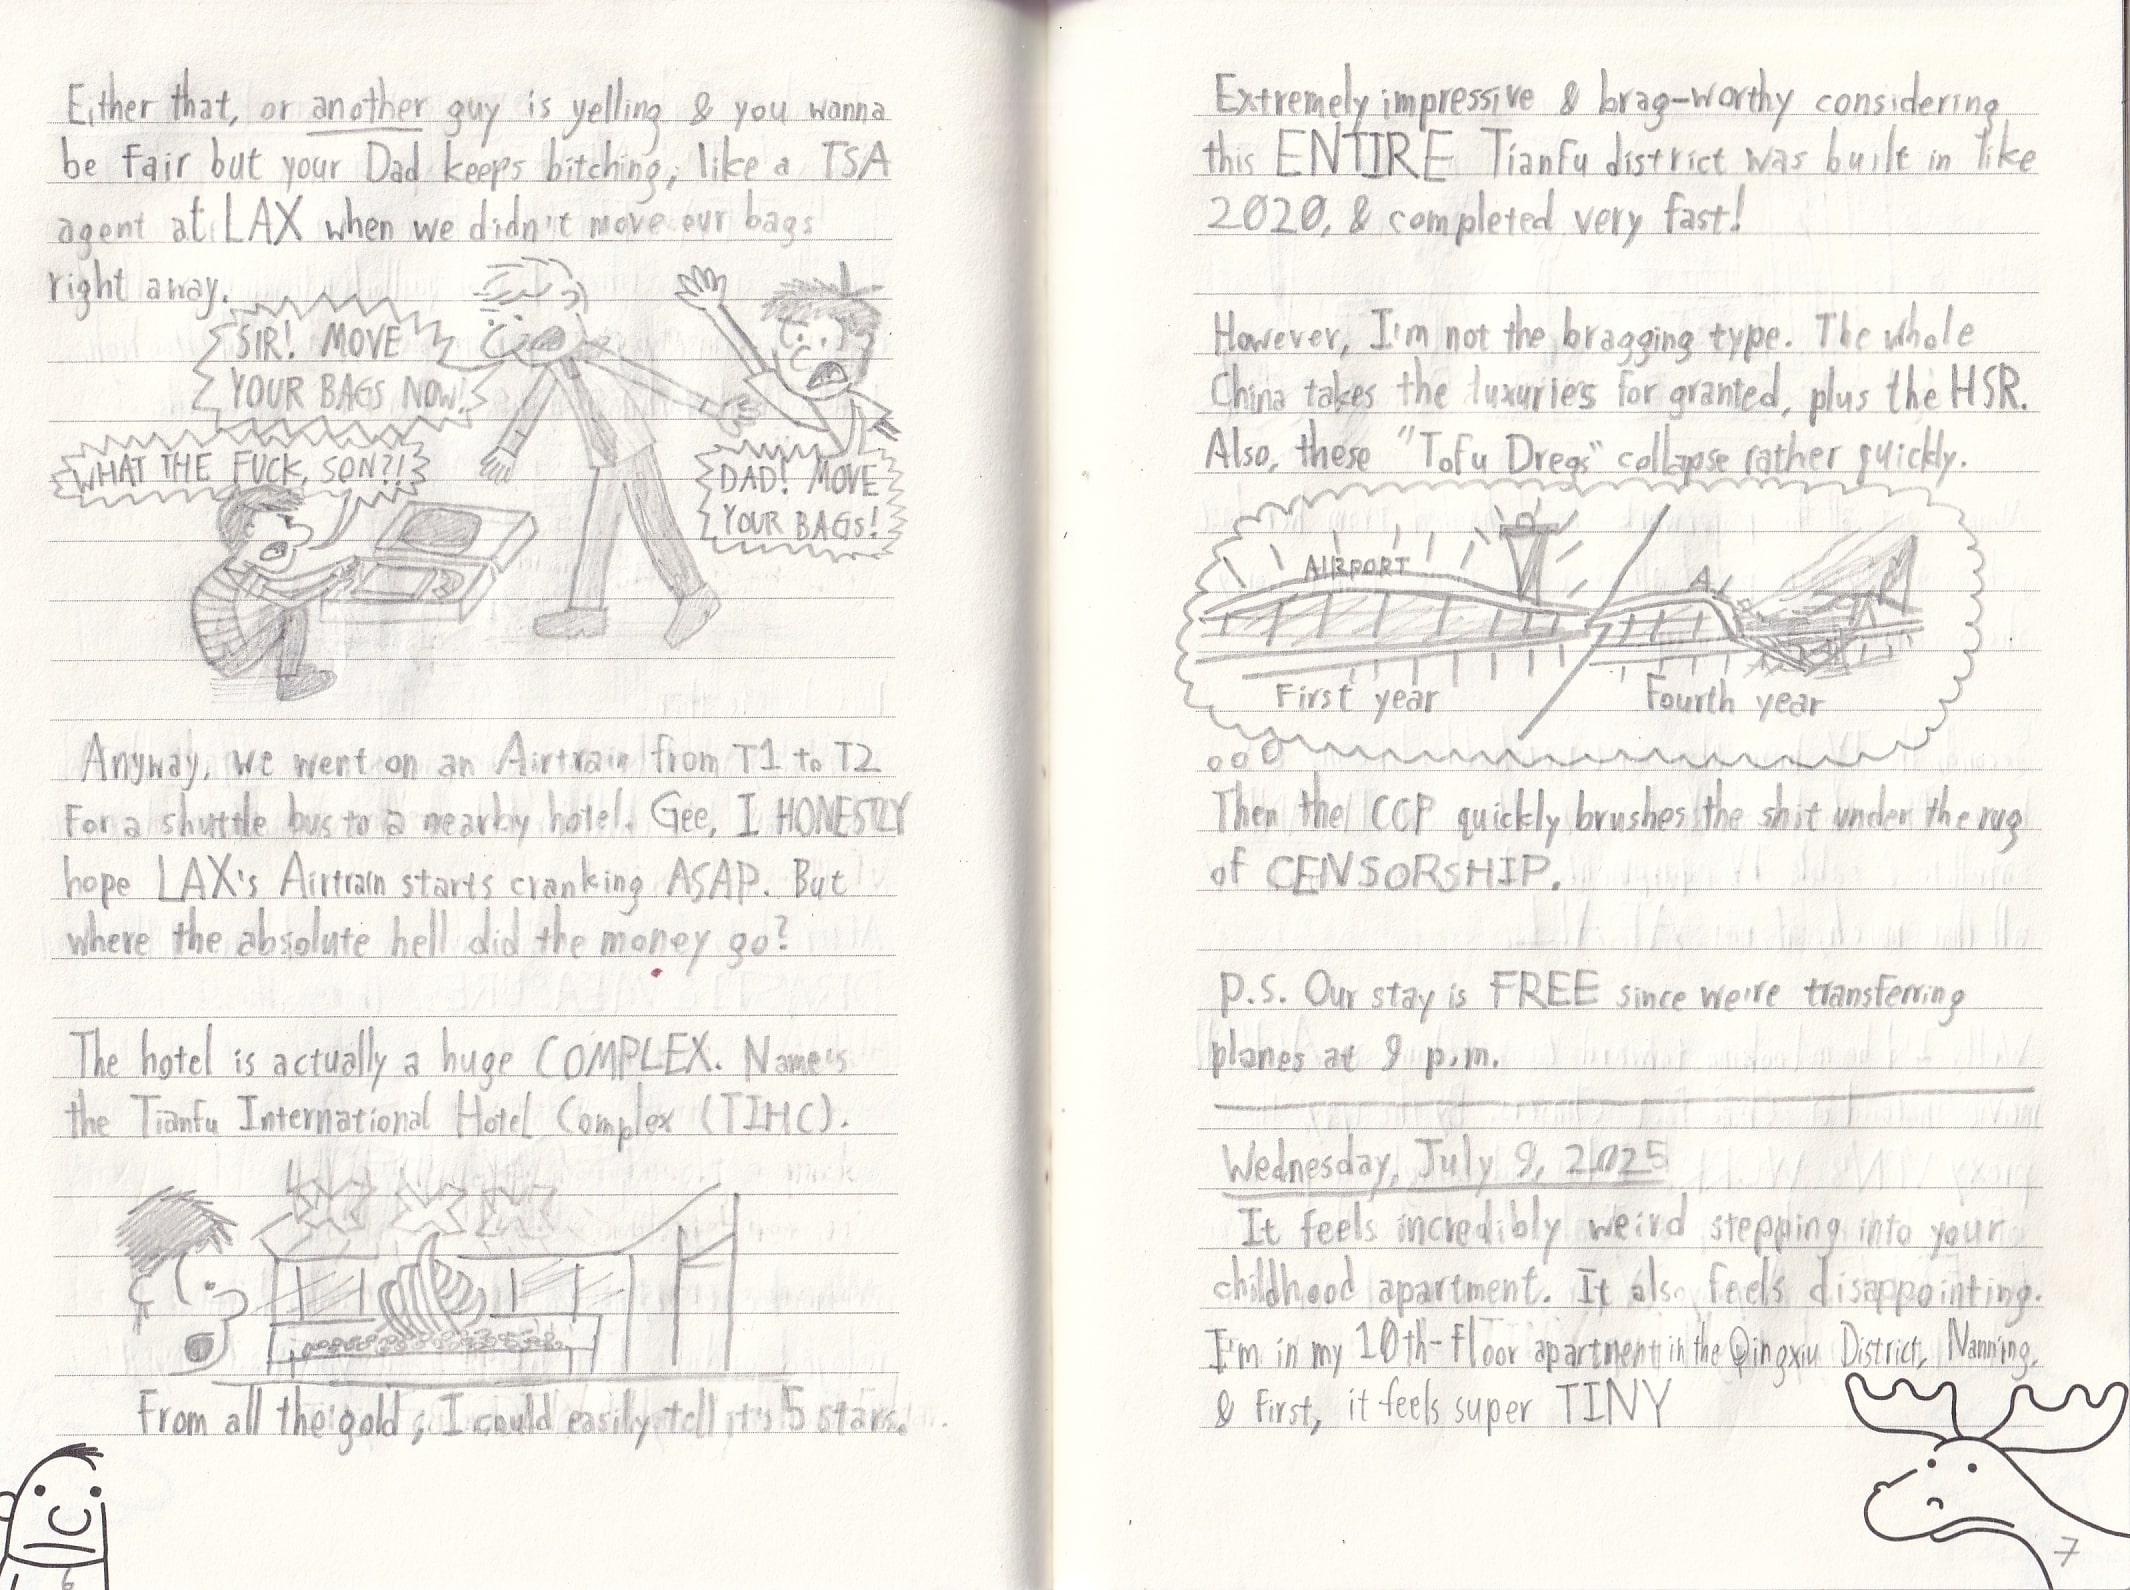 Either that, or another guy is yelling & you wanna
be fair but your Dad keeps bitching, like a TSA
agent at LAX when we didn't move our bags
right away.
SIR! MOVE
YOUR BAGS NOW!
WHAT THE FUCK, SON?!?
DAD! MOVE
YOUR BAGS!
Anyway, we went on an Airtrain from T1 to T2
for a shuttle bus to a nearby hotel. Gee, I HONESTLY
hope LAX's Airtrain starts cranking ASAP. But
where the absolute hell did the money go?
The hotel is actually a huge COMPLEX. Name's
the Tianfu International Hotel Complex (TIHC).
From all the gold, I could easily tell it's 5 stars.
6
Extremely impressive & brag-worthy considering
this ENTIRE Tianfu district was built in like
2020, & completed very fast!
However, I'm not the bragging type. The whole
China takes the luxuries for granted, plus the HSR.
Also, these "Tofu Dregs" collapse rather quickly.
AIRPORT
A
First year
Fourth year
Then the CCP quickly brushes the shit under the rug
of CENSORSHIP.
P.S. Our stay is FREE since we're transferring
planes at 9 p.m.
Wednesday, July 9, 2025
It feels incredibly weird stepping into your
childhood apartment. It also feels disappointing.
I'm in my 10th-floor apartment in the Qingxiu District, Nanning,
& first, it feels super TINY
7